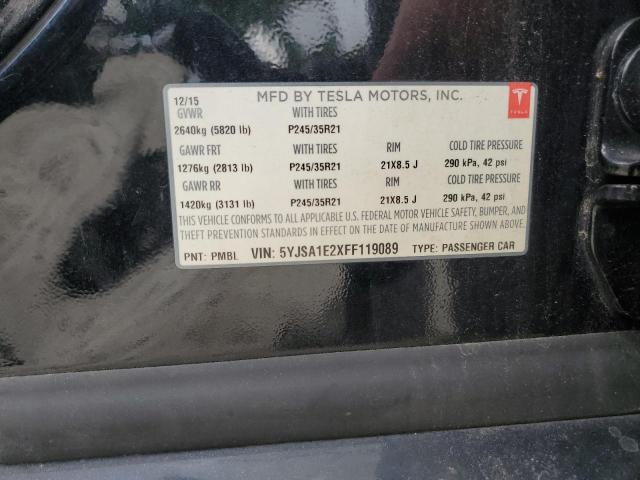 12/15 MFD BY TESLA MOTORS, INC.
GVWR WITH TIRES
2640kg (5820 lb) P245/35R21
GAWR FRT WITH TIRES RIM COLD TIRE PRESSURE
1276kg (2813 lb) P245/35R21 21X8.5 J 290 kPa, 42 psi
GAWR RR WITH TIRES RIM COLD TIRE PRESSURE
1420kg (3131 lb) P245/35R21 21X8.5 J 290 kPa, 42 psi
THIS VEHICLE CONFORMS TO ALL APPLICABLE U.S. FEDERAL MOTOR VEHICLE SAFETY, BUMPER, AND
THEFT PREVENTION STANDARDS IN EFFECT ON THE DATE OF MANUFACTURE SHOWN ABOVE.
PNT: PMBL VIN: 5YJSA1E2XFF119089 TYPE: PASSENGER CAR
TESLA